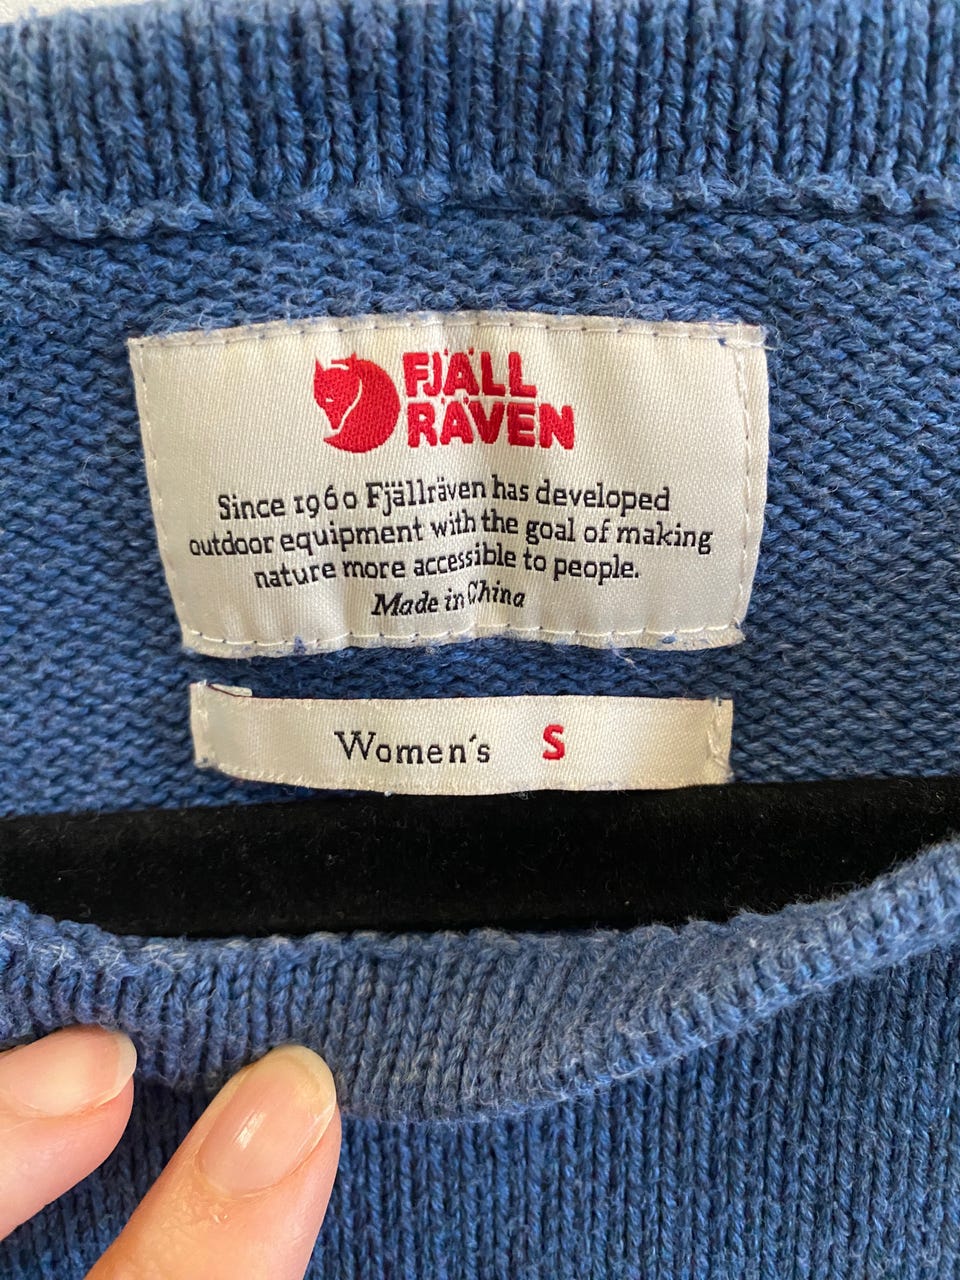 FJÄLL
RÄVEN
Since 1960 Fjällräven has developed
outdoor equipment with the goal of making
nature more accessible to people.
Made in China
Women's S